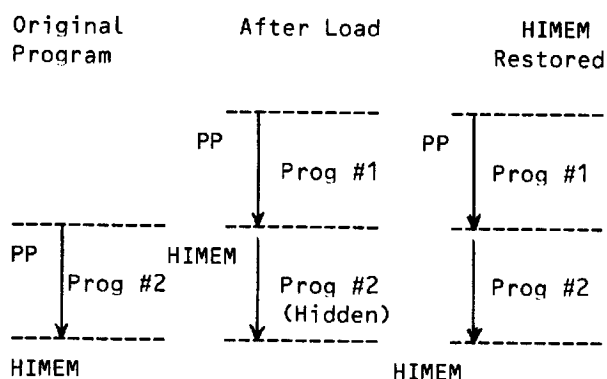 Original After Load HIMEM
Program Restored
PP PP
Prog #1 Prog #1
PP HIMEM
Prog #2 Prog #2 Prog #2
(Hidden)
HIMEM HIMEM